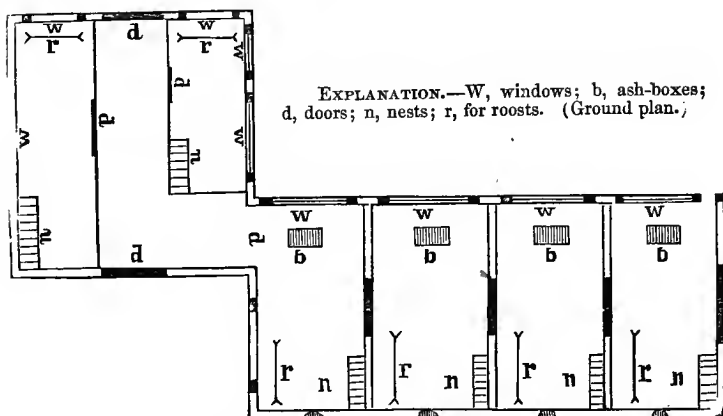 w d w
r r
w
EXPLANATION.—W, windows; b, ash-boxes;
d, doors; n, nests; r, for roosts. (Ground plan.)
d
d
w
w
n
n
w w w w
d
d
b b b b
r n r n r n r n